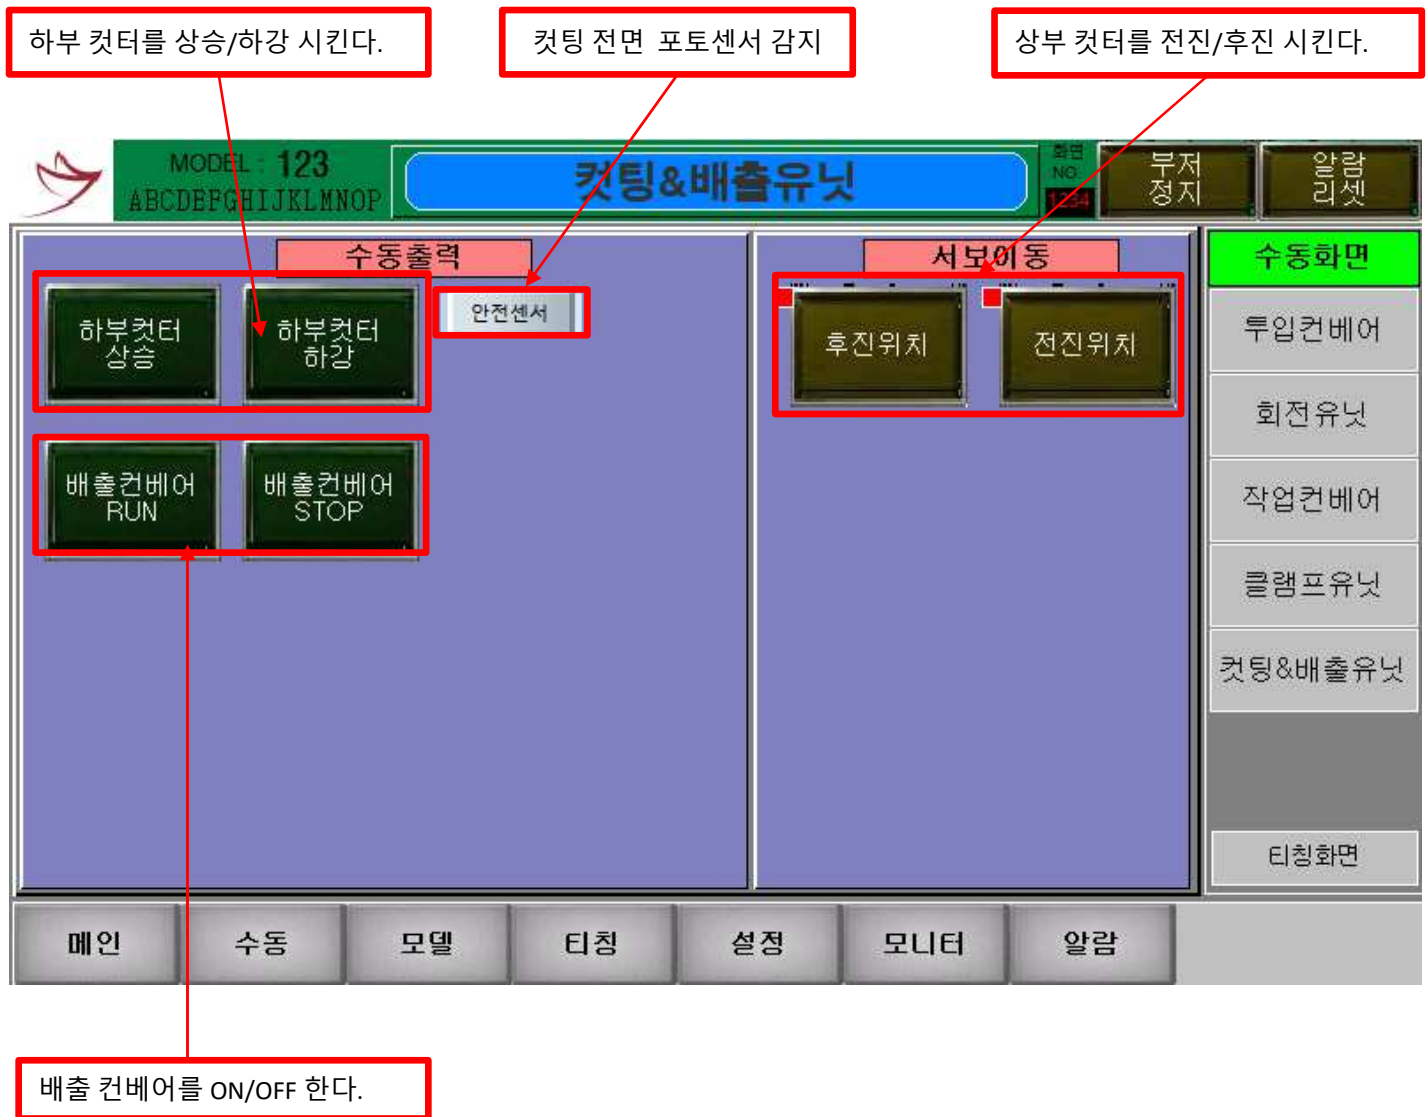 하부 컷터를 상승/하강 시킨다.
컷팅 전면 포토센서 감지
상부 컷터를 전진/후진 시킨다.
MODEL : 123
ABCDEFGHIJKLMNOP
컷팅&배출유닛
화면
NO.
1234
부저
정지
알람
리셋
수동출력
서보이동
수동화면
하부컷터
상승
하부컷터
하강
안전센서
후진위치
전진위치
투입컨베어
회전유닛
배출컨베어
RUN
배출컨베어
STOP
작업컨베어
클램프유닛
컷팅&배출유닛
티칭화면
메인
수동
모델
티칭
설정
모니터
알람
배출 컨베어를 ON/OFF 한다.